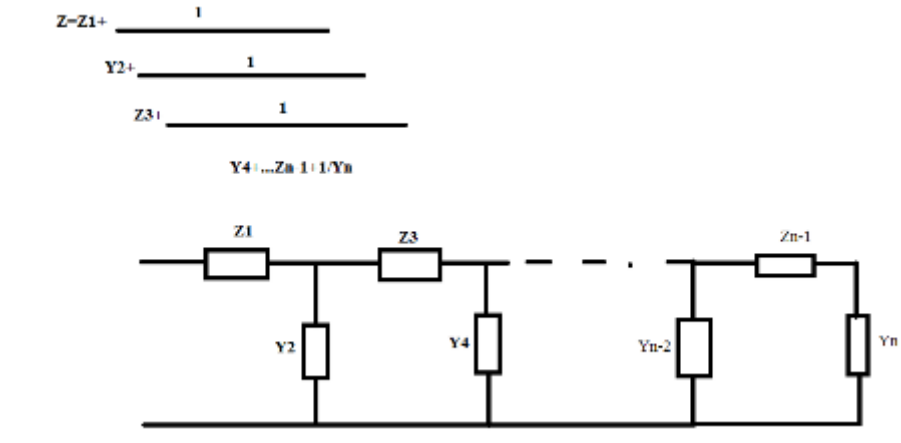 Z=Z1+ 1
Y2+ 1
Z3+ 1
Y4+...Zn-1+1/Yn
Z1 Z3 Zn-1
Y2 Y4 Yn-2 Yn